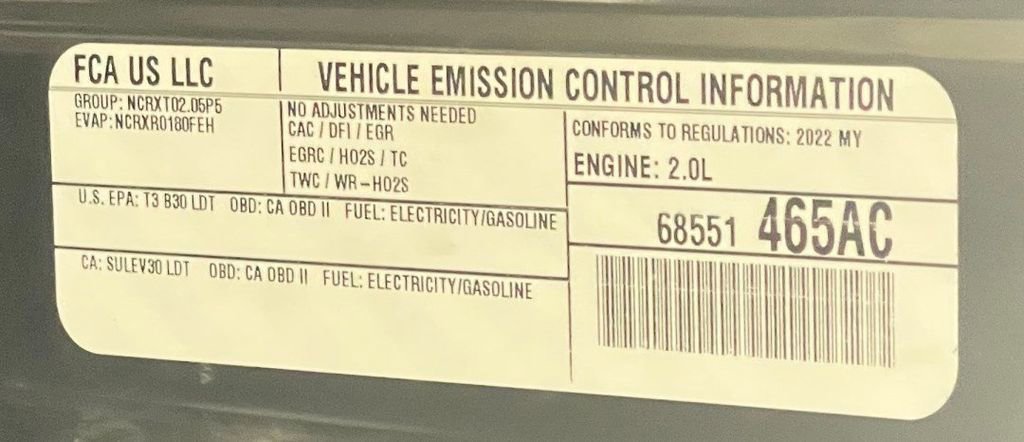 FCA US LLC
VEHICLE EMISSION CONTROL INFORMATION
GROUP: NCRXT02.05P5
EVAP:NCRXR0180FEH
NO ADJUSTMENTS NEEDED
CAC / DFI / EGR
EGRC / HO2S / TC
TWC / WR-HO2S
CONFORMS TO REGULATIONS: 2022 MY
ENGINE: 2.0L
U.S. EPA: T3 B30 LDT OBD: CA OBD II FUEL: ELECTRICITY/GASOLINE
68551 465AC
CA: SULEV30 LDT OBD: CA OBD II FUEL: ELECTRICITY/GASOLINE